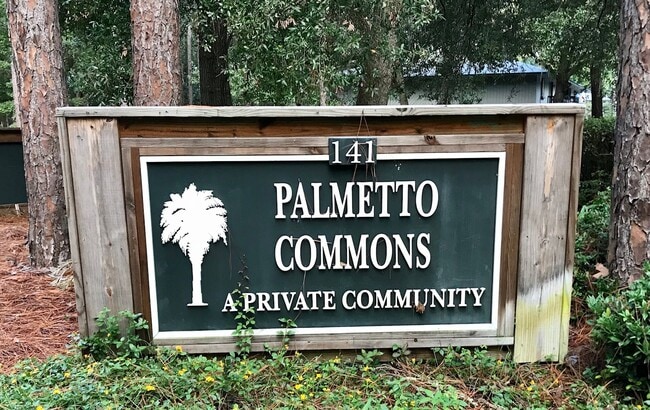 141
PALMETTO
COMMONS
A PRIVATE COMMUNITY